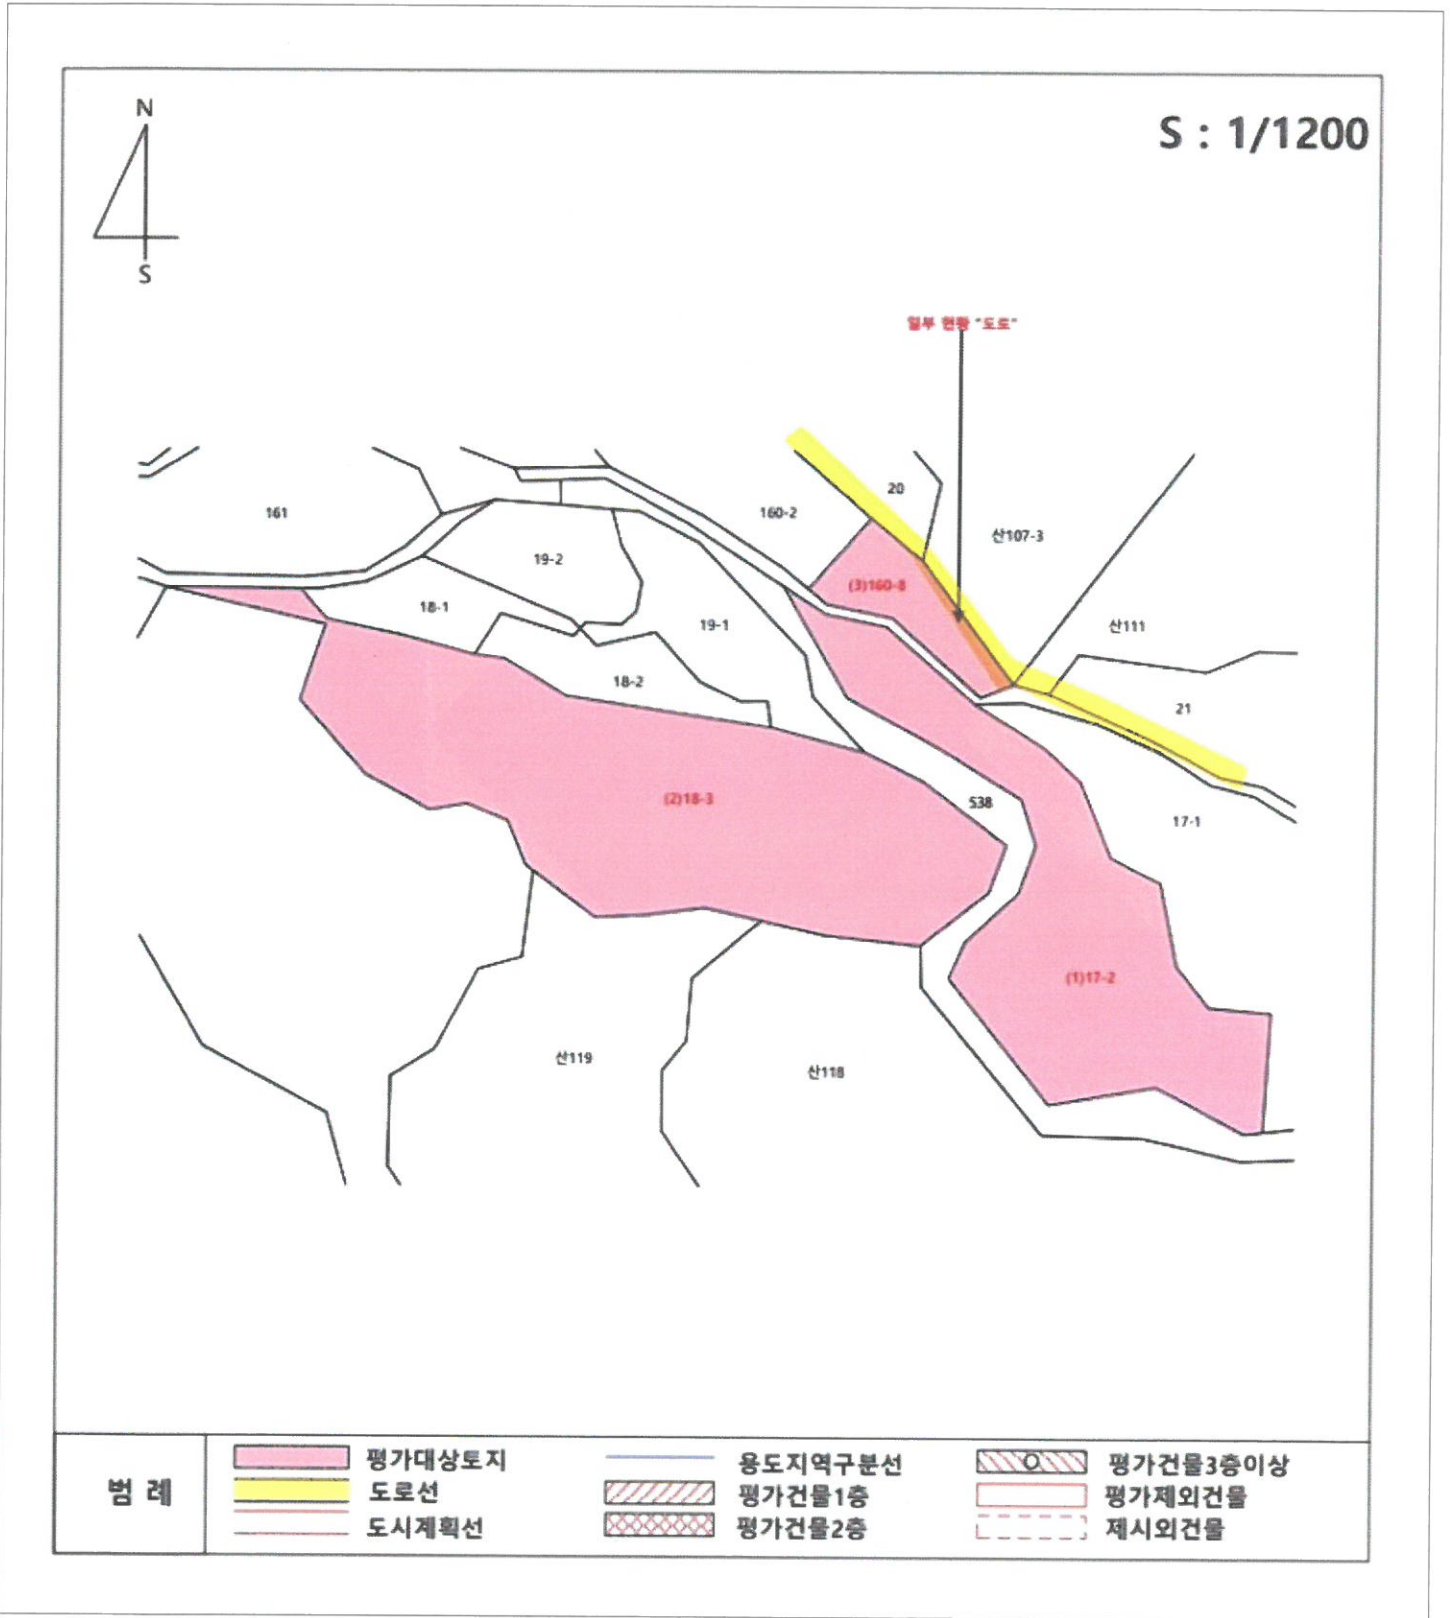 N
S : 1/1200
S
일부 현황 "도로"
20
161
160-2
산107-3
19-2
(3)160-8
18-1
19-1
산111
18-2
21
(2)18-3
538
17-1
(1)17-2
산119
산118
범 례
평가대상토지
용도지역구분선
평가건물3층이상
도로선
평가건물1층
평가제외건물
도시계획선
평가건물2층
제시외건물